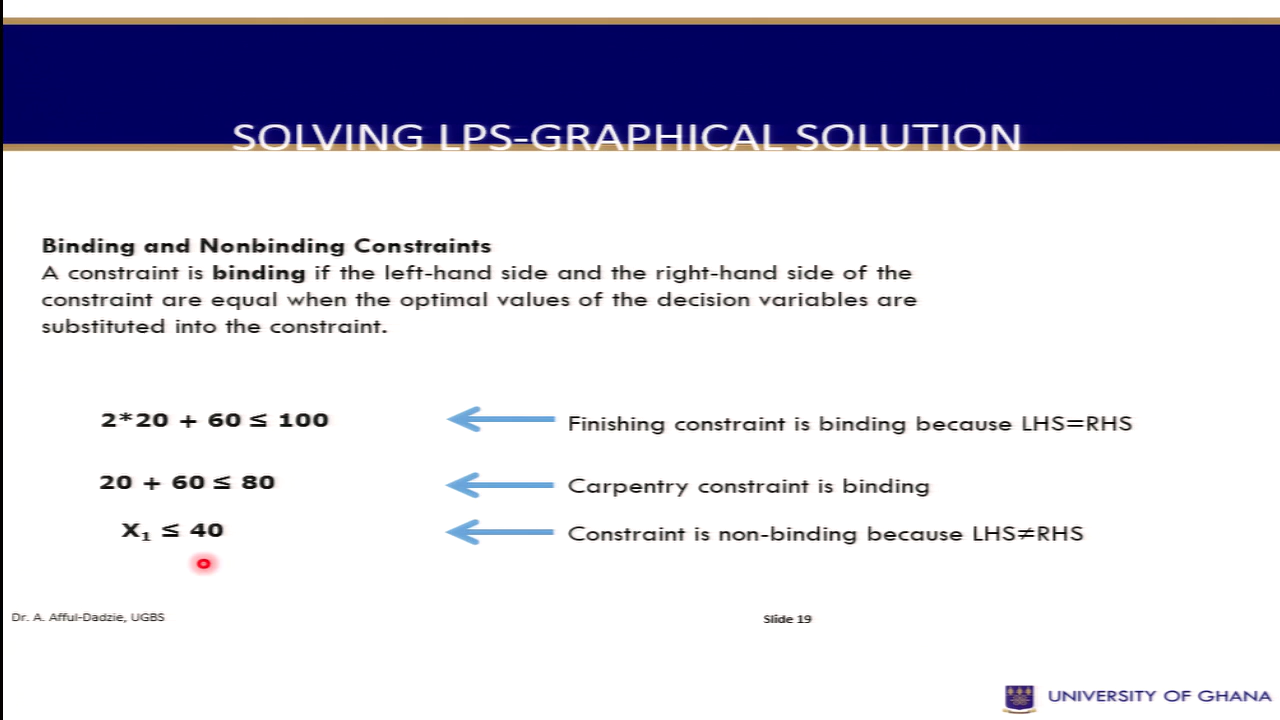 SOLVING LPS-GRAPHICAL SOLUTION
Binding and Nonbinding Constraints
A constraint is binding if the left-hand side and the right-hand side of the
constraint are equal when the optimal values of the decision variables are
substituted into the constraint.
2*20 + 60 ≤ 100
Finishing constraint is binding because LHS=RHS
20 + 60 ≤ 80
Carpentry constraint is binding
X₁ ≤ 40
Constraint is non-binding because LHS≠RHS
Dr. A. Afful-Dadzie, UGBS
Slide 19
UNIVERSITY OF GHANA